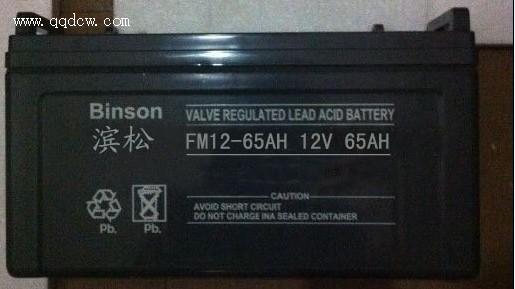 www.qqdcw.com
Binson
滨松
VALVE REGULATED LEAD ACID BATTERY
FM12-65AH 12V 65AH
CAUTION
AVOID SHORT CIRCUIT
DO NOT CHARGE INA SEALED CONTAINER
Pb.
Pb.